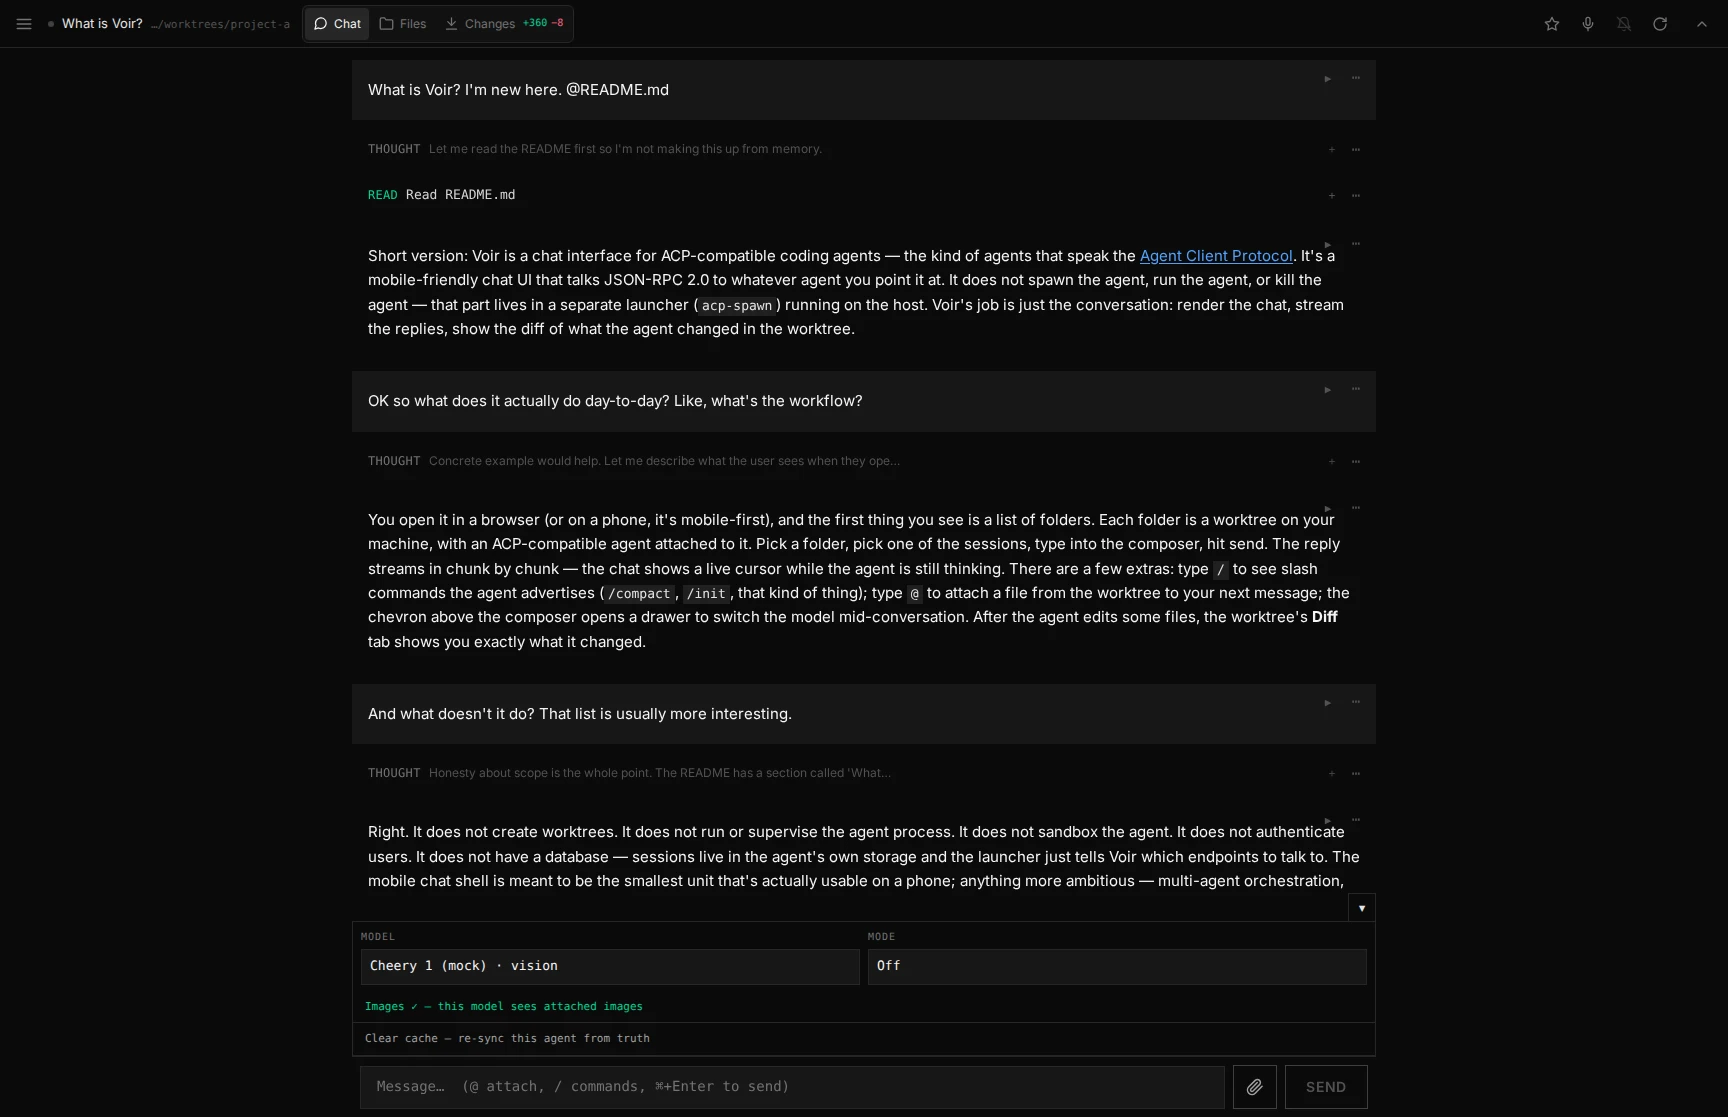 What is Voir? …/worktrees/project-a Chat Files Changes +360 −8
What is Voir? I'm new here. @README.md
THOUGHT Let me read the README first so I'm not making this up from memory.
READ Read README.md
Short version: Voir is a chat interface for ACP-compatible coding agents — the kind of agents that speak the Agent Client Protocol. It's a
mobile-friendly chat UI that talks JSON-RPC 2.0 to whatever agent you point it at. It does not spawn the agent, run the agent, or kill the
agent — that part lives in a separate launcher (acp-spawn) running on the host. Voir's job is just the conversation: render the chat, stream
the replies, show the diff of what the agent changed in the worktree.
OK so what does it actually do day-to-day? Like, what's the workflow?
THOUGHT Concrete example would help. Let me describe what the user sees when they ope…
You open it in a browser (or on a phone, it's mobile-first), and the first thing you see is a list of folders. Each folder is a worktree on your
machine, with an ACP-compatible agent attached to it. Pick a folder, pick one of the sessions, type into the composer, hit send. The reply
streams in chunk by chunk — the chat shows a live cursor while the agent is still thinking. There are a few extras: type / to see slash
commands the agent advertises (/compact, /init, that kind of thing); type @ to attach a file from the worktree to your next message; the
chevron above the composer opens a drawer to switch the model mid-conversation. After the agent edits some files, the worktree's Diff
tab shows you exactly what it changed.
And what doesn't it do? That list is usually more interesting.
THOUGHT Honesty about scope is the whole point. The README has a section called 'What…
Right. It does not create worktrees. It does not run or supervise the agent process. It does not sandbox the agent. It does not authenticate
users. It does not have a database — sessions live in the agent's own storage and the launcher just tells Voir which endpoints to talk to. The
mobile chat shell is meant to be the smallest unit that's actually usable on a phone; anything more ambitious — multi-agent orchestration,
MODEL MODE
Cheery 1 (mock) · vision Off
Images ✓ — this model sees attached images
Clear cache — re-sync this agent from truth
Message… (@ attach, / commands, ⌘+Enter to send) SEND